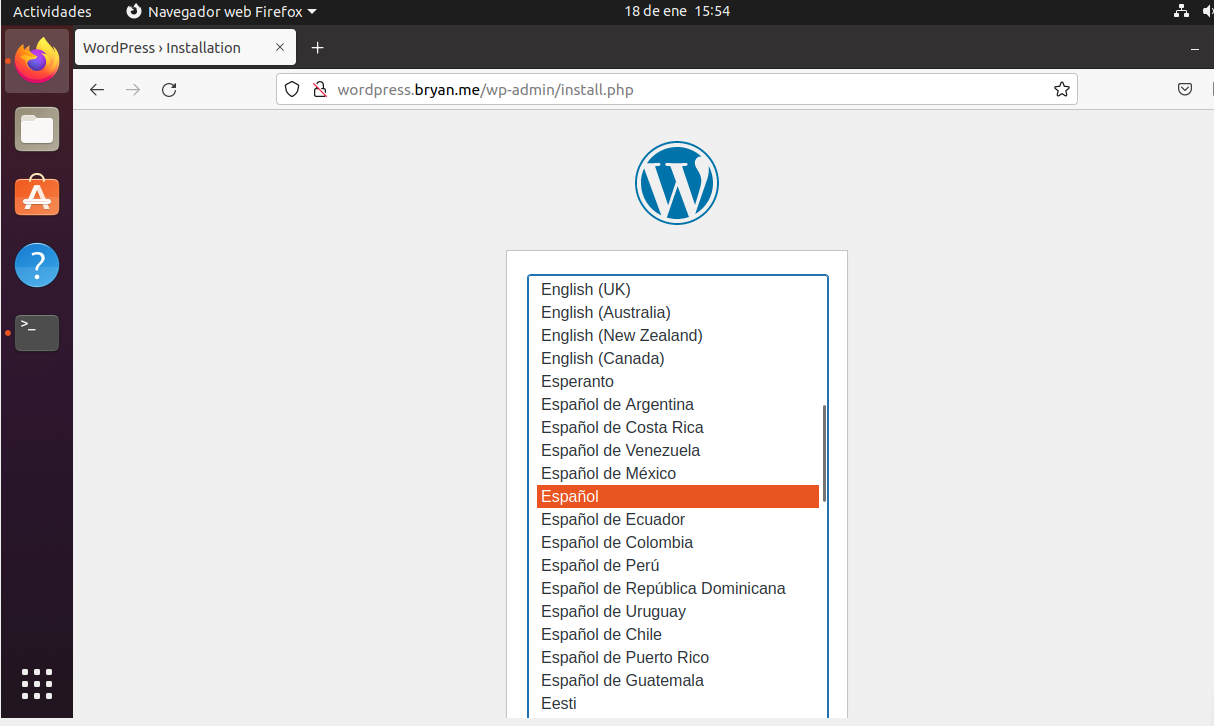 Actividades Navegador web Firefox 18 de ene 15:54
WordPress › Installation
wordpress.bryan.me/wp-admin/install.php
English (UK)
English (Australia)
English (New Zealand)
English (Canada)
Esperanto
Español de Argentina
Español de Costa Rica
Español de Venezuela
Español de México
Español
Español de Ecuador
Español de Colombia
Español de Perú
Español de República Dominicana
Español de Uruguay
Español de Chile
Español de Puerto Rico
Español de Guatemala
Eesti